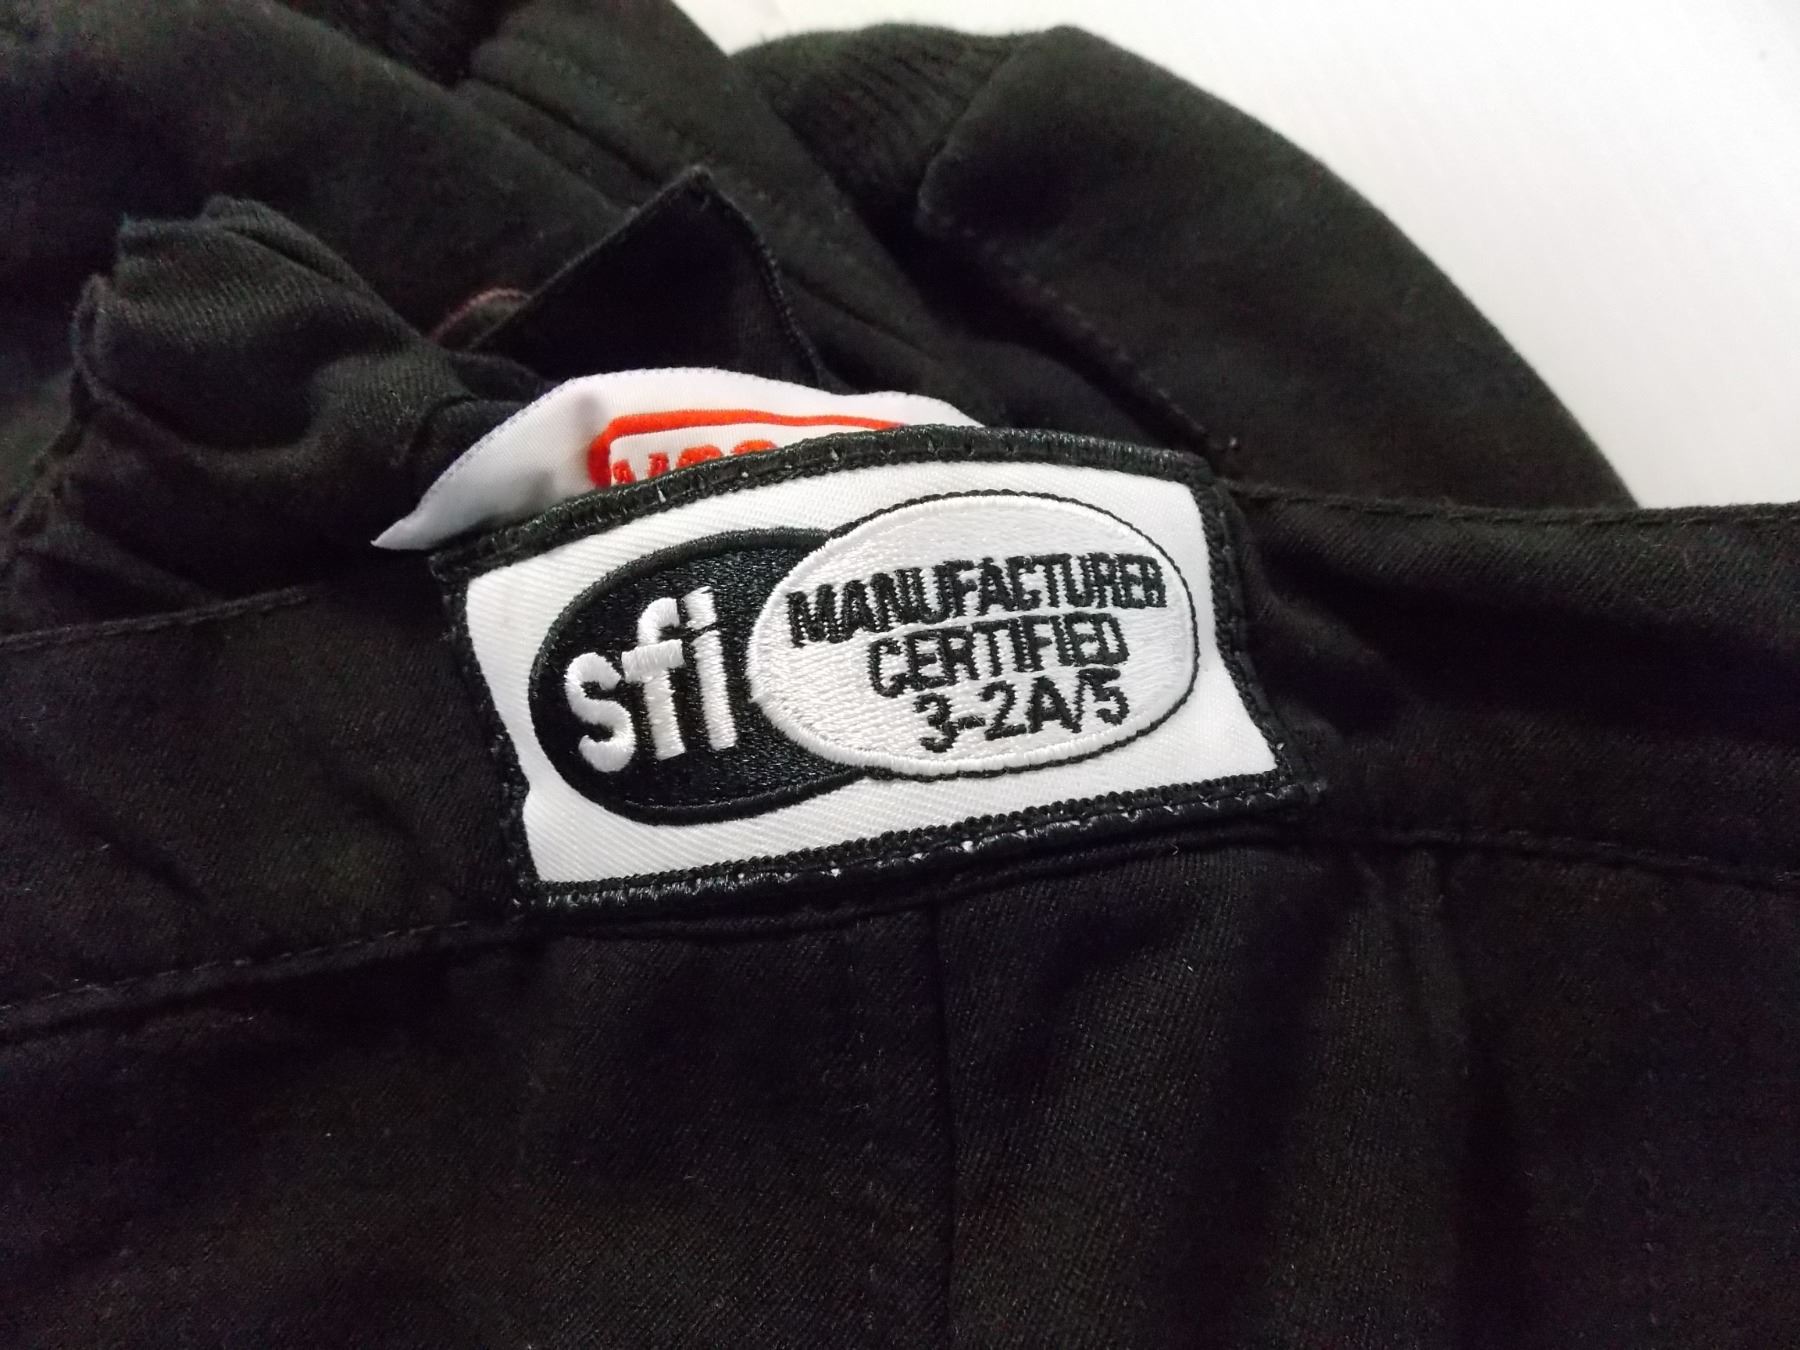 sfi
MANUFACTURER
CERTIFIED
3-2A/5